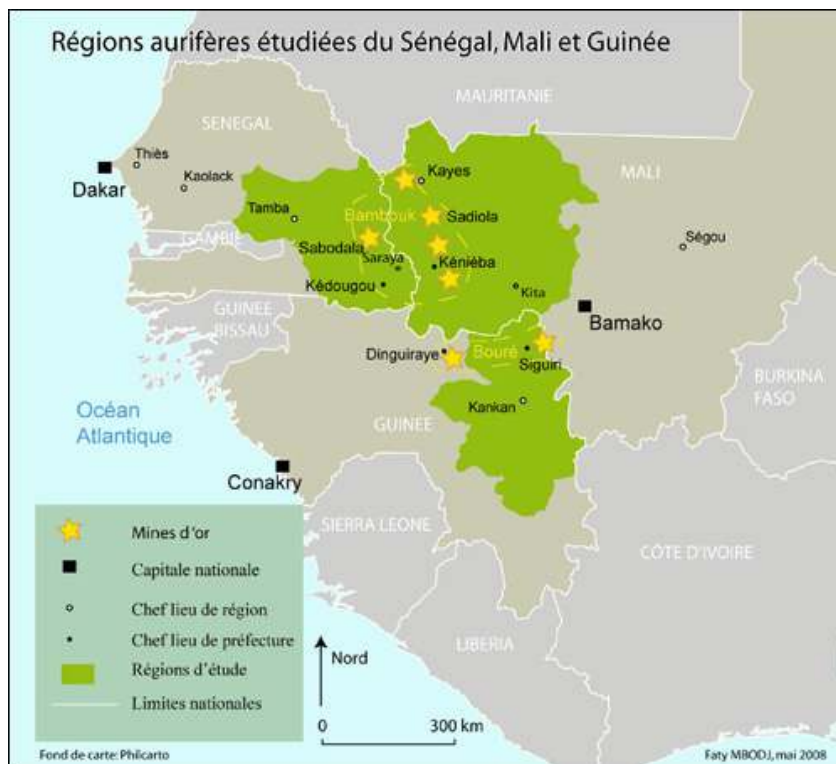 Régions aurifères étudiées du Sénégal, Mali et Guinée
MAURITANIE
SENEGAL
Thiès
Dakar
Kaolack
Kayes
MALI
Tamba
Bambouk
Sadiola
Ségou
GAMBIE
Sabodala
Saraya
Kéniéba
Kédougou
Kita
GUINEE
BISSAU
Bamako
Dinguiraye
Bouré
Siguiri
BURKINA
FASO
Kankan
Océan
Atlantique
GUINEE
Conakry
SIERRA LEONE
CÔTE D'IVOIRE
LIBERIA
Mines d'or
Capitale nationale
Chef lieu de région
Chef lieu de préfecture
Régions d'étude
Limites nationales
Nord
0 300 km
Fond de carte: Philcarto
Faty MBODJ, mai 2008